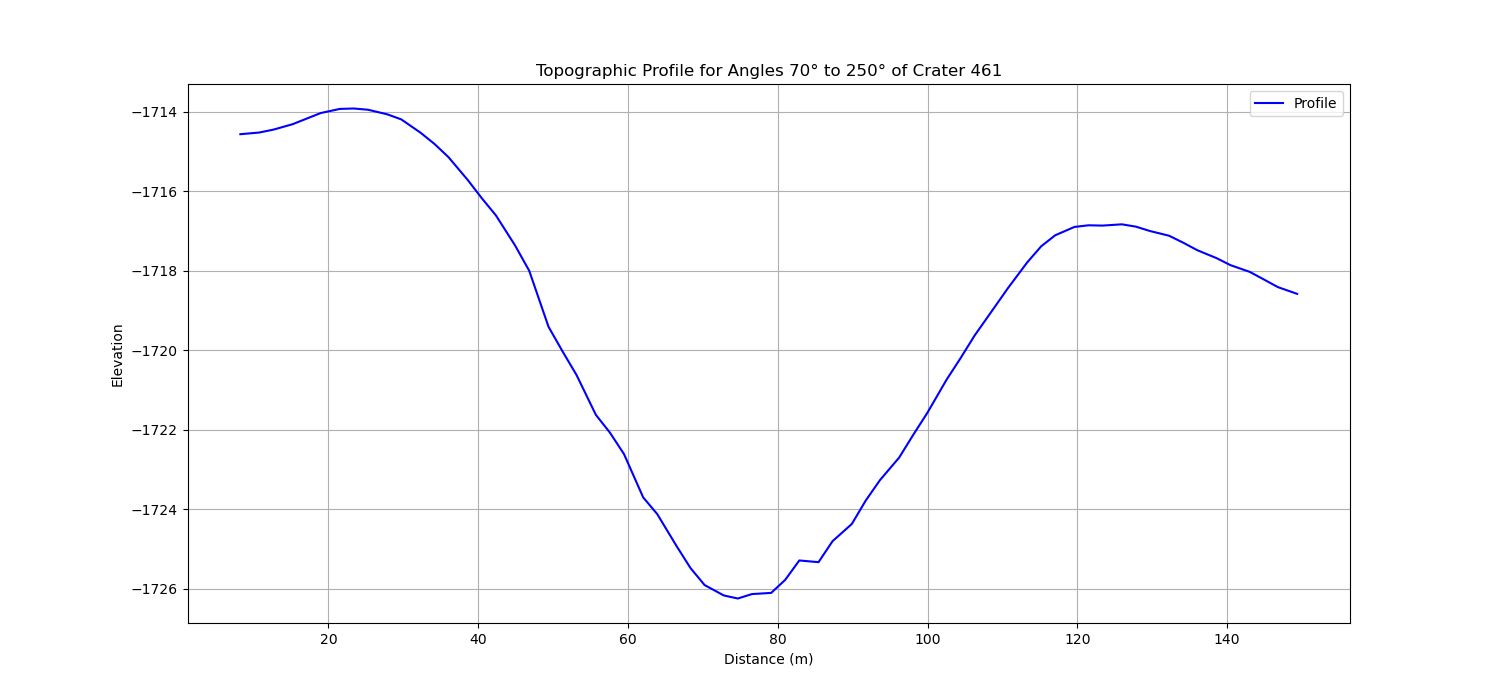 Topographic Profile for Angles 70° to 250° of Crater 461
Profile
Elevation
−1714
−1716
−1718
−1720
−1722
−1724
−1726
20 40 60 80 100 120 140
Distance (m)